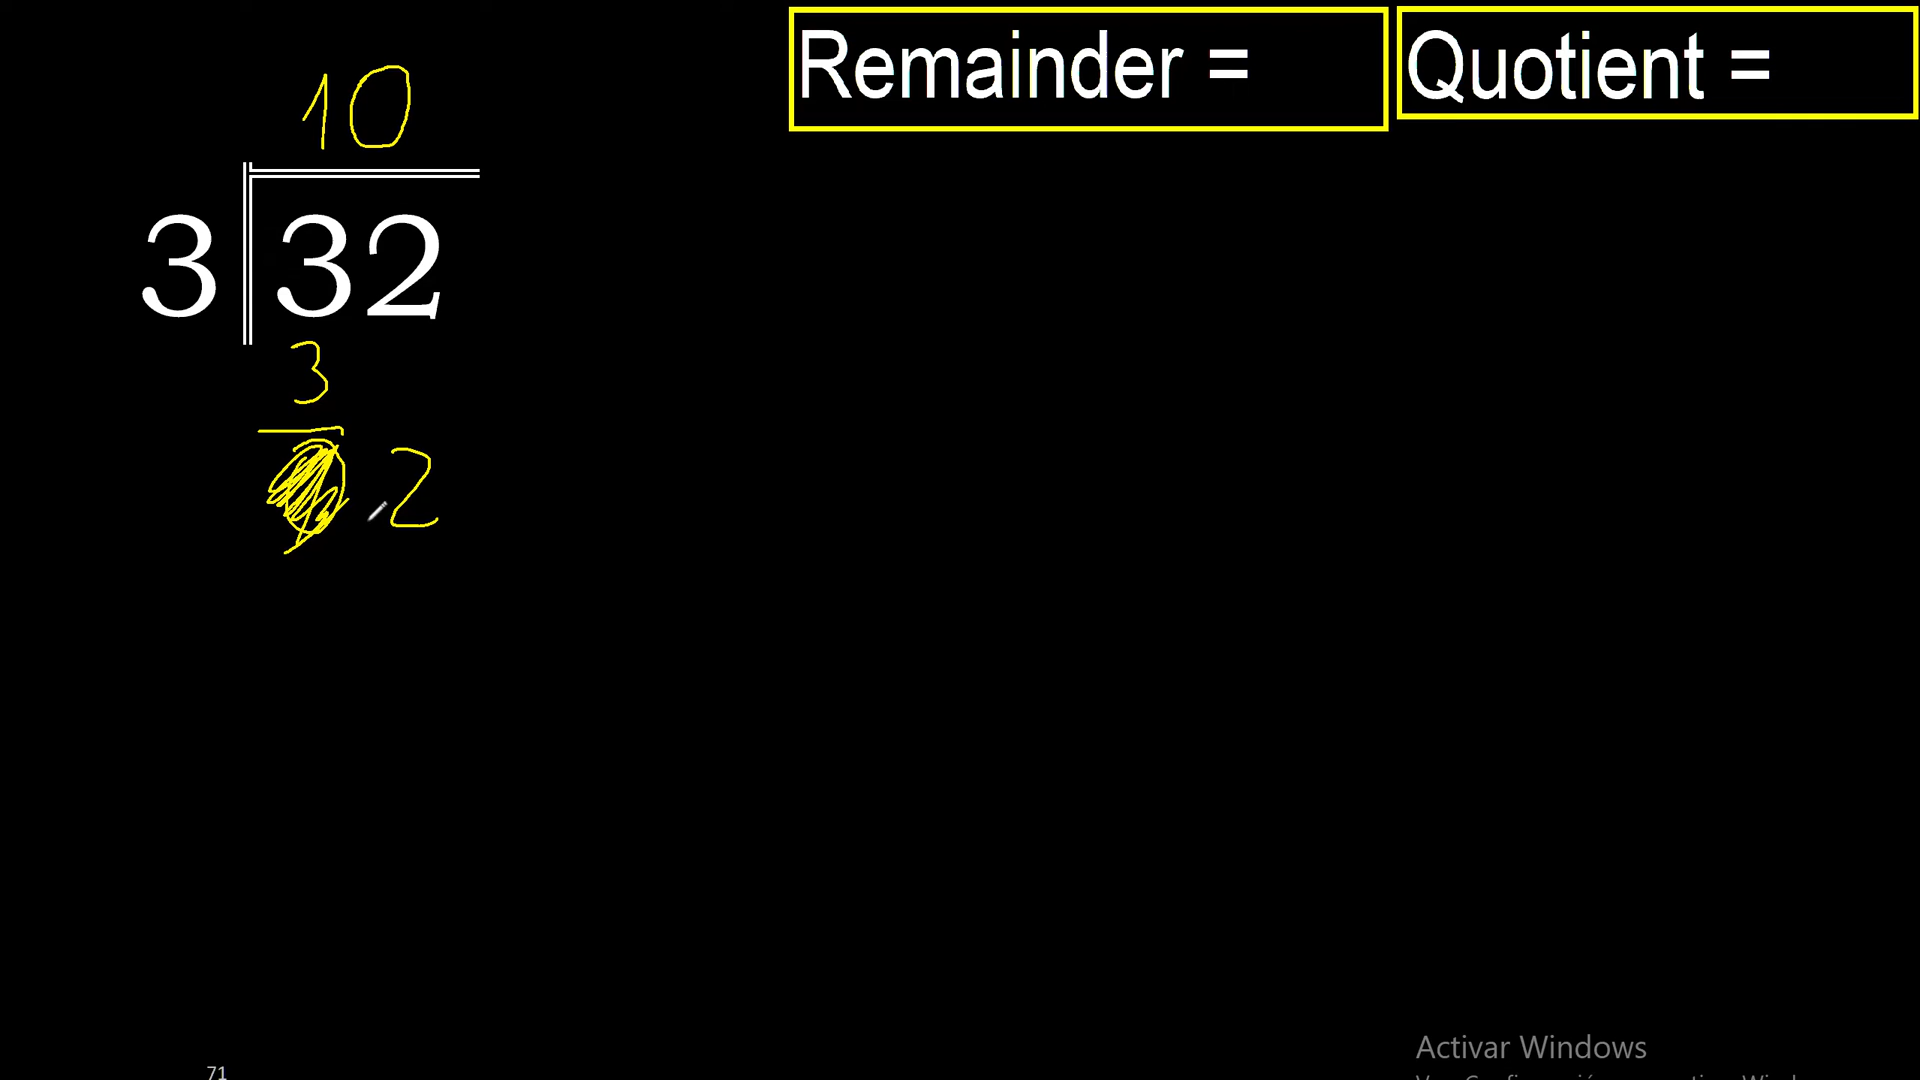 Remainder = Quotient =
10
3 32
3
2
Activar Windows
71